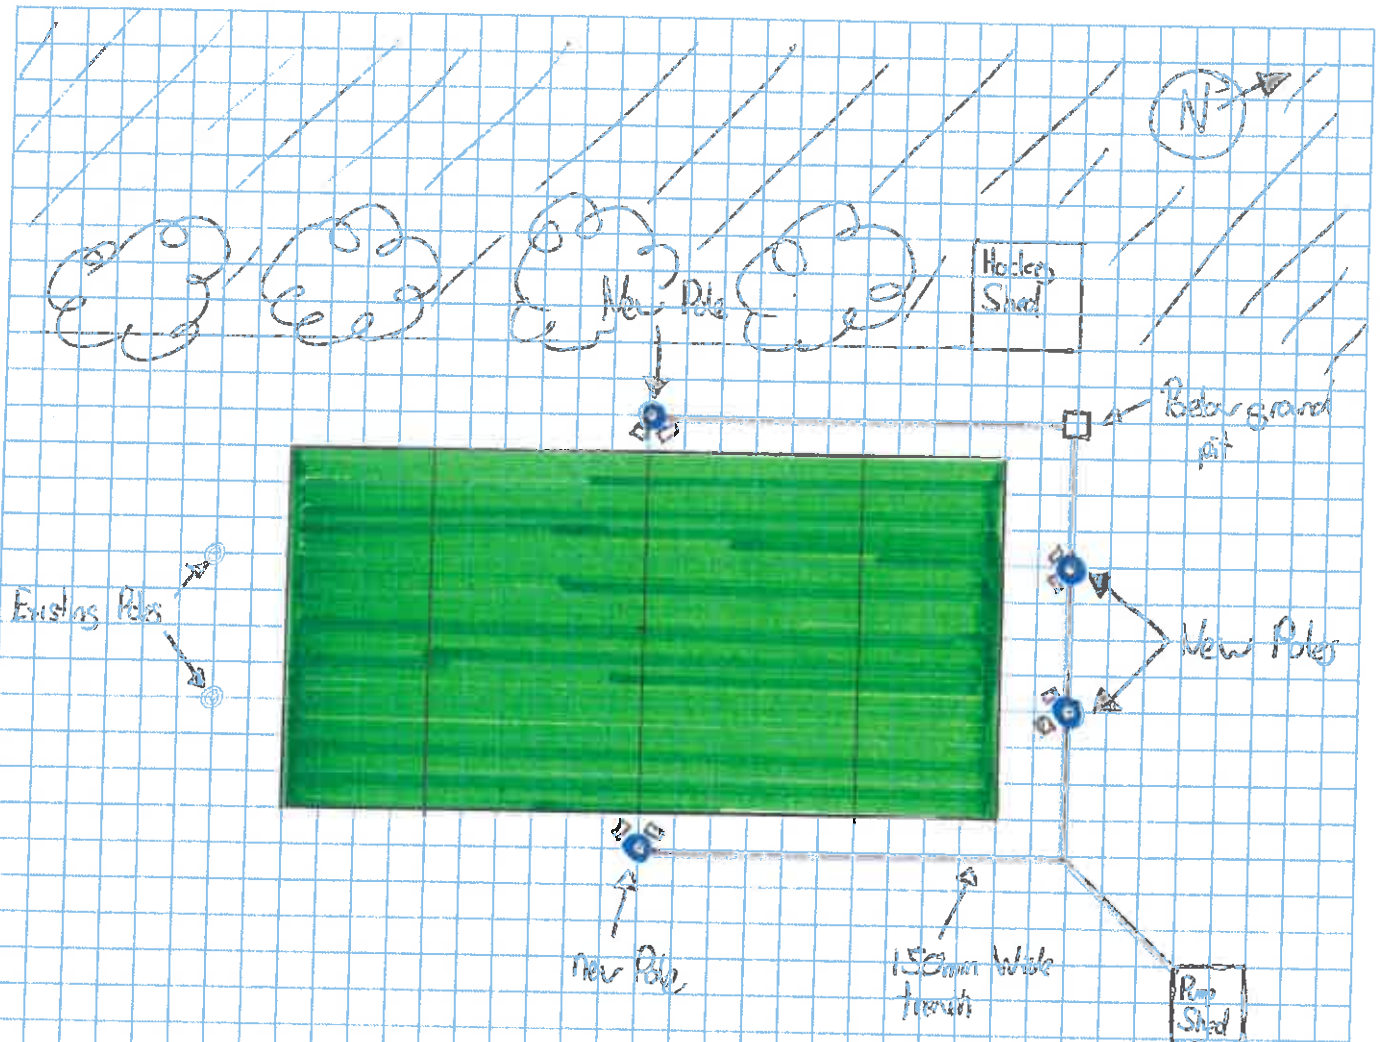 N
Hockey
Shed
New Pole
Below ground
pit
Existing Poles
New Poles
new Pole
150mm Wide
trench
Pump
Shed